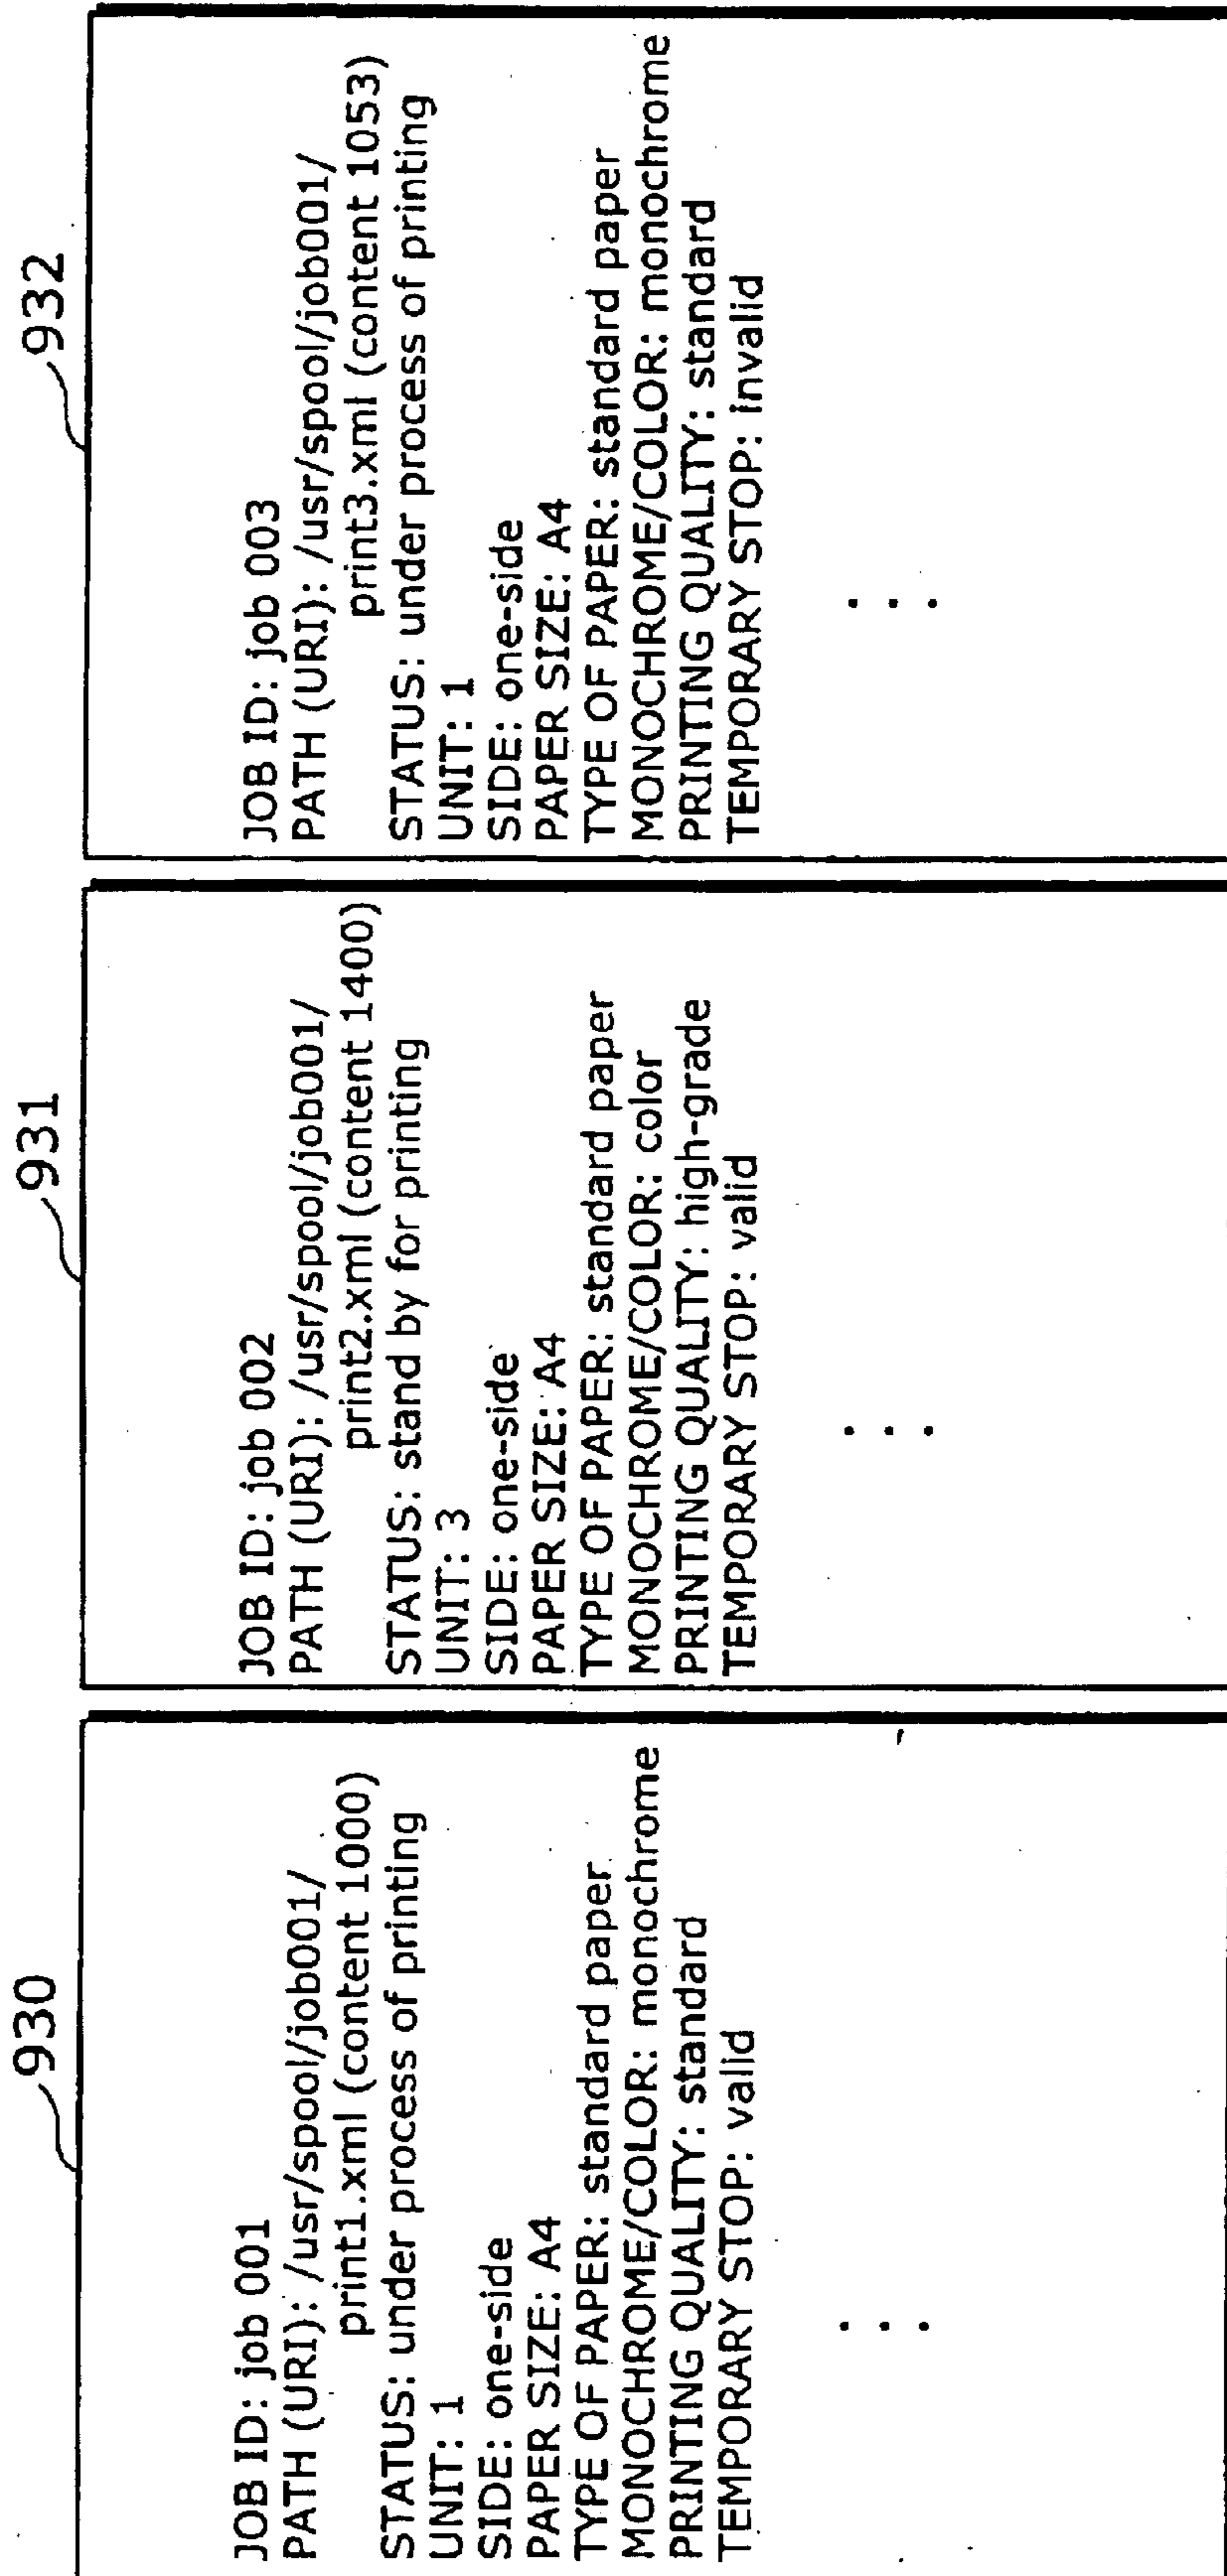 930
JOB ID: job 001
PATH (URI): /usr/spool/job001/
print1.xml (content 1000)
STATUS: under process of printing
UNIT: 1
SIDE: one-side
PAPER SIZE: A4
TYPE OF PAPER: standard paper
MONOCHROME/COLOR: monochrome
PRINTING QUALITY: standard
TEMPORARY STOP: valid
. . .
931
JOB ID: job 002
PATH (URI): /usr/spool/job001/
print2.xml (content 1400)
STATUS: stand by for printing
UNIT: 3
SIDE: one-side
PAPER SIZE: A4
TYPE OF PAPER: standard paper
MONOCHROME/COLOR: color
PRINTING QUALITY: high-grade
TEMPORARY STOP: valid
. . .
932
JOB ID: job 003
PATH (URI): /usr/spool/job001/
print3.xml (content 1053)
STATUS: under process of printing
UNIT: 1
SIDE: one-side
PAPER SIZE: A4
TYPE OF PAPER: standard paper
MONOCHROME/COLOR: monochrome
PRINTING QUALITY: standard
TEMPORARY STOP: invalid
. . .